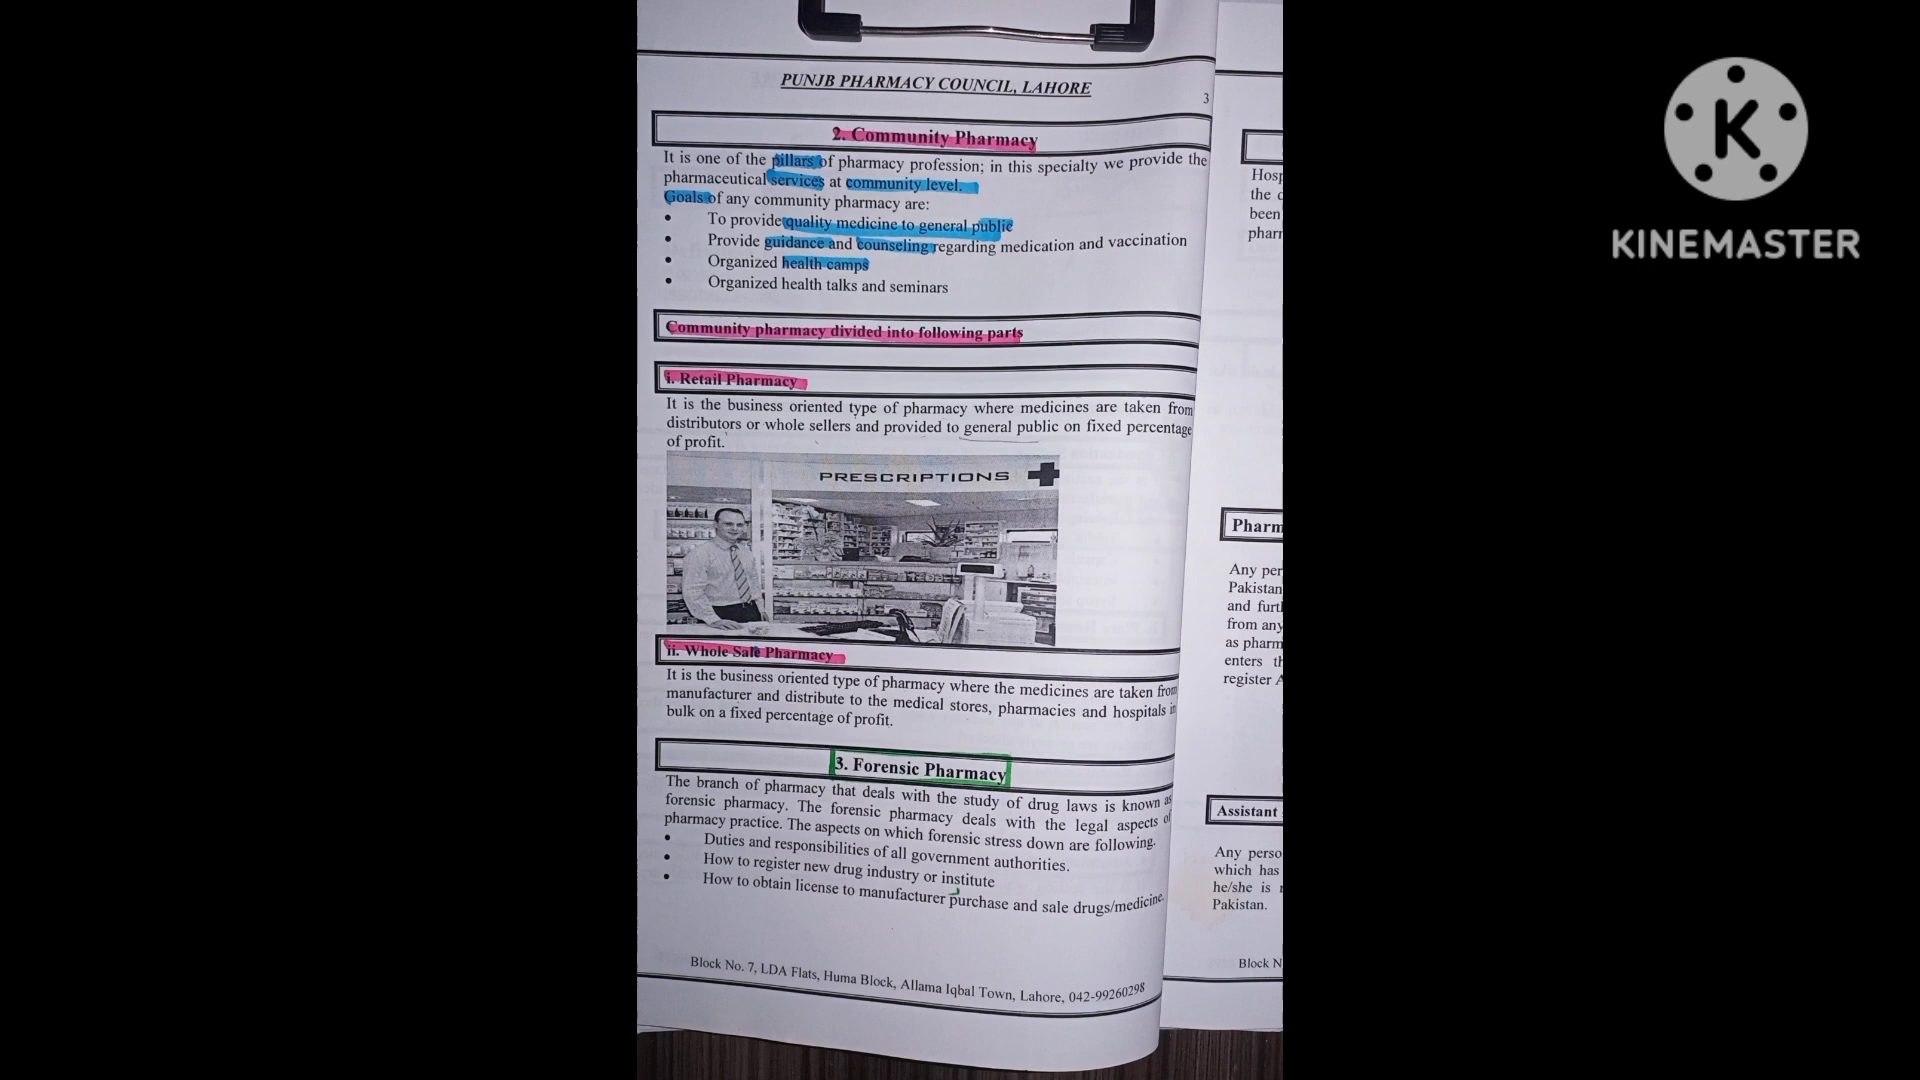 PUNJB PHARMACY COUNCIL, LAHORE
3
2. Community Pharmacy
It is one of the pillars of pharmacy profession; in this specialty we provide the
pharmaceutical services at community level.
Goals of any community pharmacy are:
• To provide quality medicine to general public
• Provide guidance and counseling regarding medication and vaccination
• Organized health camps
• Organized health talks and seminars
Community pharmacy divided into following parts
i. Retail Pharmacy
It is the business oriented type of pharmacy where medicines are taken from
distributors or whole sellers and provided to general public on fixed percentage
of profit.
PRESCRIPTIONS
ii. Whole Sale Pharmacy
It is the business oriented type of pharmacy where the medicines are taken from
manufacturer and distribute to the medical stores, pharmacies and hospitals in
bulk on a fixed percentage of profit.
3. Forensic Pharmacy
The branch of pharmacy that deals with the study of drug laws is known as
forensic pharmacy. The forensic pharmacy deals with the legal aspects of
pharmacy practice. The aspects on which forensic stress down are following.
• Duties and responsibilities of all government authorities.
• How to register new drug industry or institute
• How to obtain license to manufacturer purchase and sale drugs/medicine.
Block No. 7, LDA Flats, Huma Block, Allama Iqbal Town, Lahore, 042-99260298
Hosp
the
been
phar
Pharm
Any per
Pakistan
and furt
from any
as pharm
enters th
register A
Assistant
Any perso
which has
he/she is
Pakistan.
Block N
K
KINEMASTER